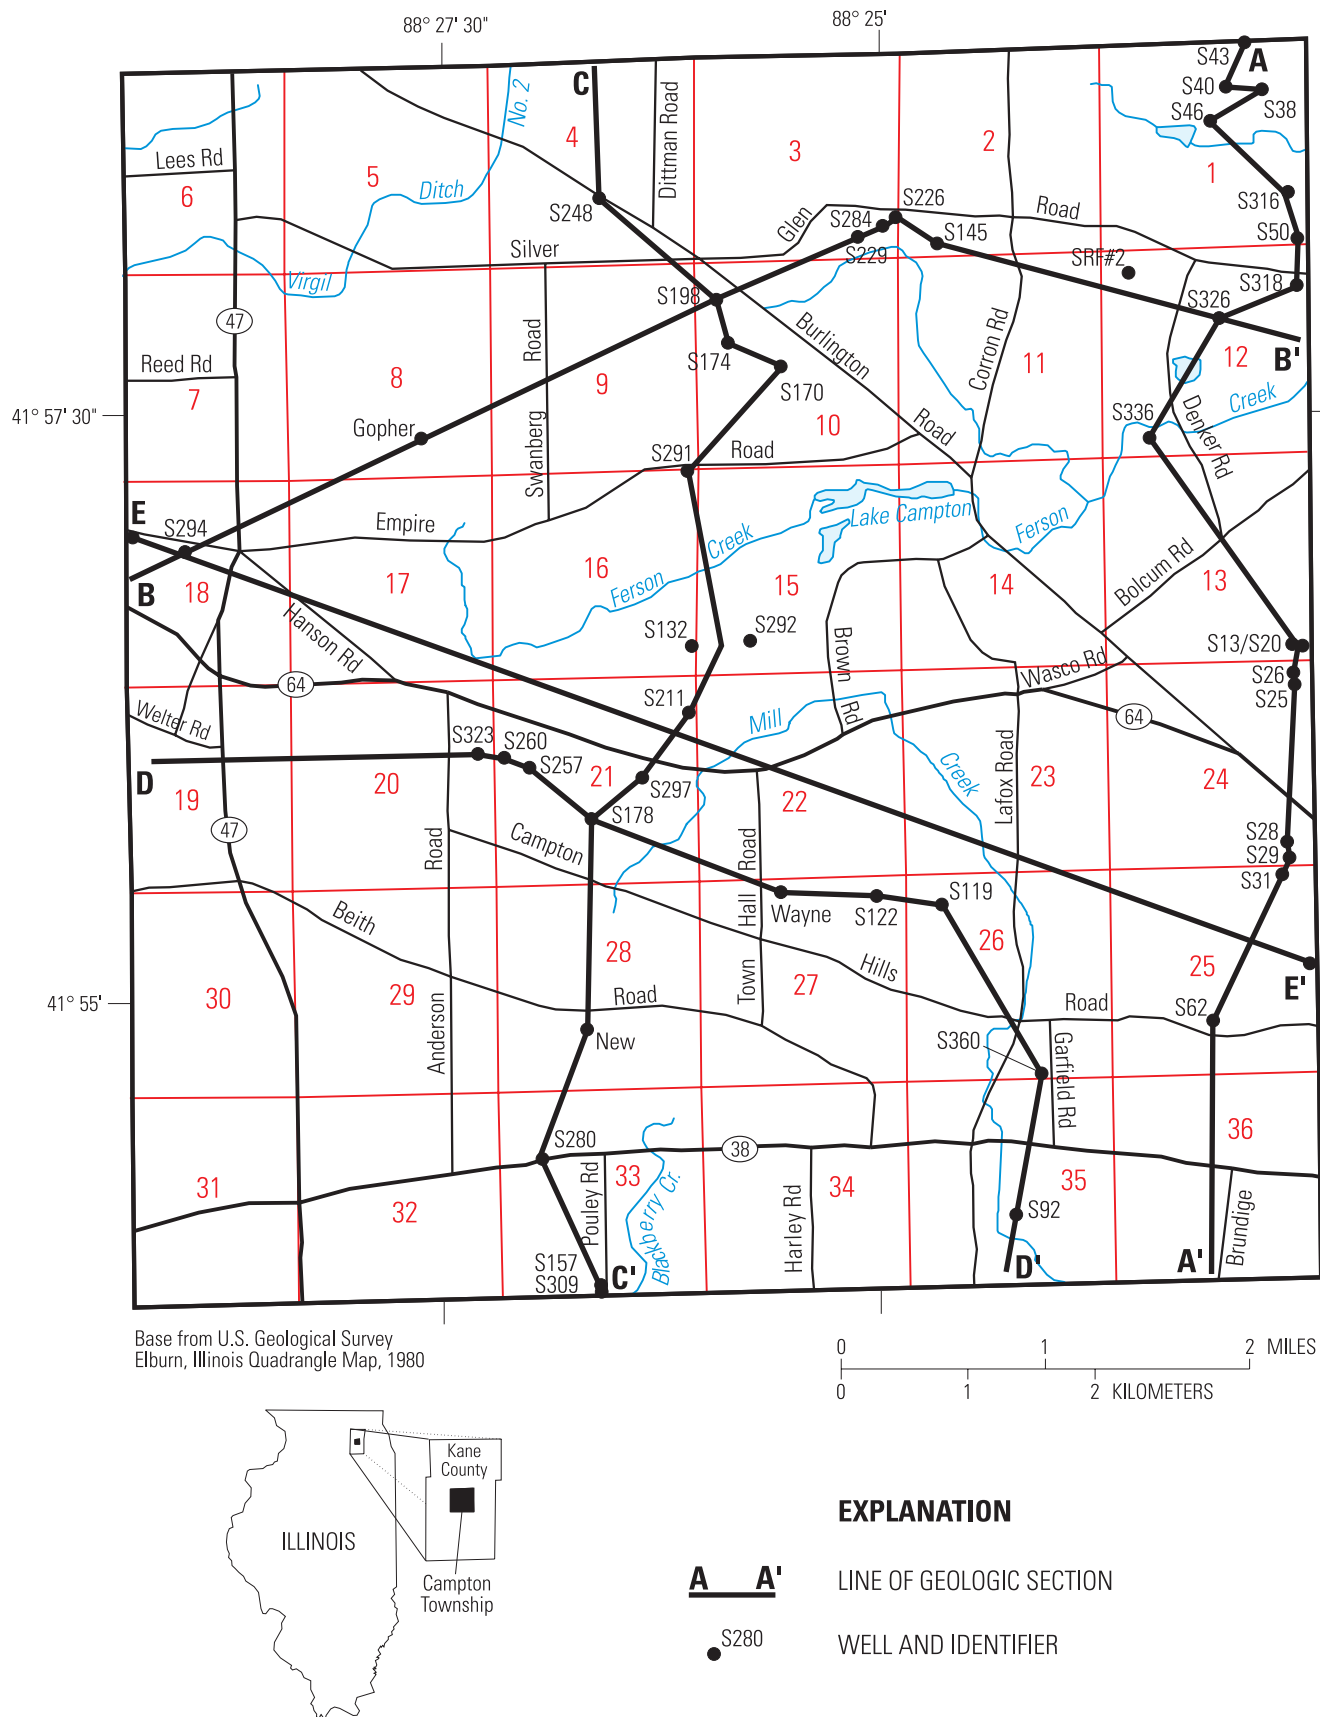 88° 27' 30"
88° 25'
S43
A
C
No. 2
S40
S38
S46
Dittman Road
4
3
2
1
Lees Rd
6
5
Ditch
S248
S226
S316
Glen
S284
Road
S145
S50
Silver
S229
SRF#2
Virgil
S198
S318
S326
47
Road
Burlington
Corron Rd
B'
Reed Rd
S174
12
7
8
9
S170
11
Denker Rd
Creek
41° 57' 30"
S336
Gopher
10
Road
Swanberg
S291
Road
E
S294
Empire
Lake Campton
Creek
Ferson
Bolcum Rd
B
18
17
16
15
14
13
Ferson
Hanson Rd
S132
S292
Brown
Rd
S13/S20
Wasco Rd
64
S26
S25
Welter Rd
S211
Mill
64
S323
S260
Creek
D
S257
Lafox Road
19
20
21
S297
22
23
24
47
S178
Road
Campton
Road
S28
S29
S31
Wayne
S122
S119
Beith
Hall
28
26
Hills
25
30
29
Road
Town
27
Road
E'
41° 55'
S62
Anderson
New
S360
Garfield Rd
S280
38
36
31
Pouley Rd
33
34
35
32
Blackberry Cr.
Harley Rd
S92
Brundige
S157
S309
C'
D'
A'
Base from U.S. Geological Survey
Elburn, Illinois Quadrangle Map, 1980
0 1 2 MILES
0 1 2 KILOMETERS
Kane
County
ILLINOIS
Campton
Township
EXPLANATION
A A' LINE OF GEOLOGIC SECTION
S280 WELL AND IDENTIFIER